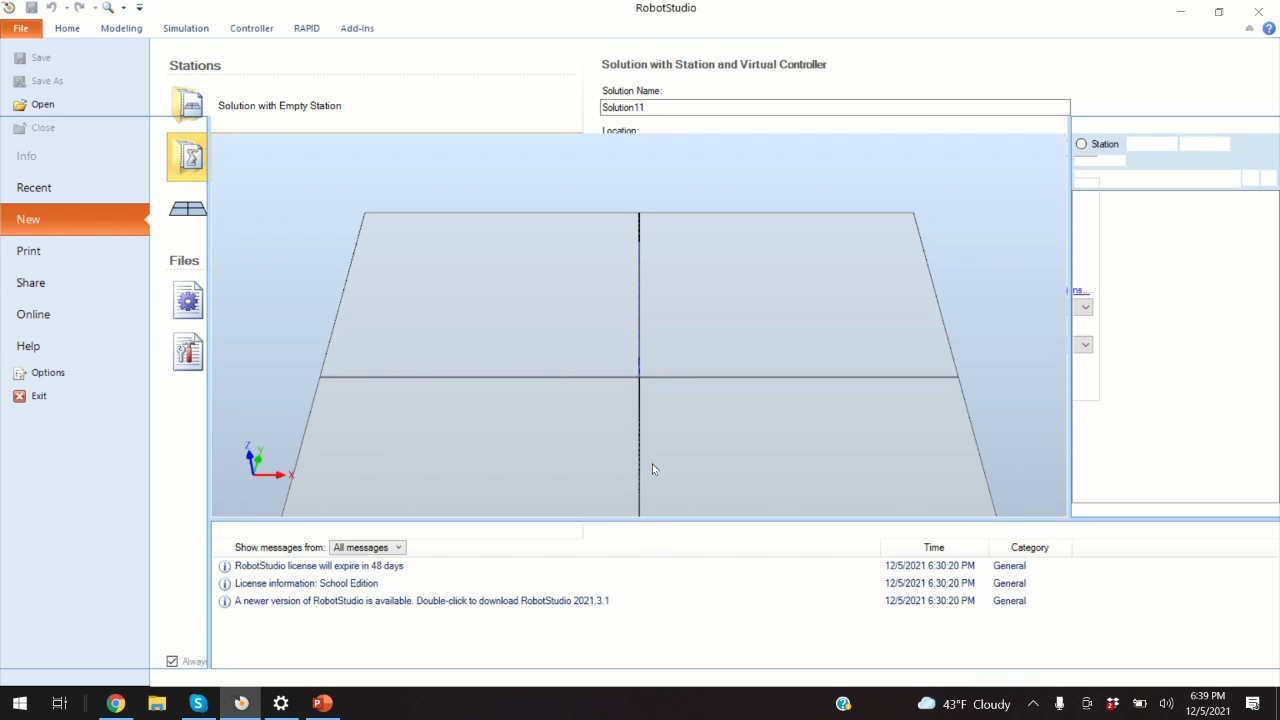 RobotStudio
File Home Modeling Simulation Controller RAPID Add-Ins
Save
Save As
Open
Close
Info
Recent
New
Print
Share
Online
Help
Options
Exit
Stations
Solution with Empty Station
Files
Always
Solution with Station and Virtual Controller
Solution Name:
Solution11
Location:
Station
ns...
Z
Y
X
Show messages from: All messages Time Category
RobotStudio license will expire in 48 days 12/5/2021 6:30:20 PM General
License information: School Edition 12/5/2021 6:30:20 PM General
A newer version of RobotStudio is available. Double-click to download RobotStudio 2021.3.1 12/5/2021 6:30:20 PM General
43°F Cloudy
6:39 PM
12/5/2021